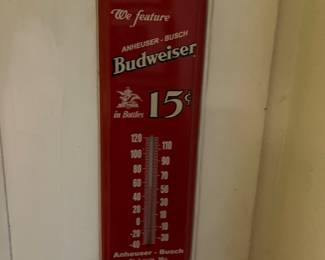 We feature
ANHEUSER - BUSCH
Budweiser
in Bottles 15¢
120 110
100 90
80 70
60 50
40 30
20 10
0 10
-20 -30
-40
Anheuser - Busch